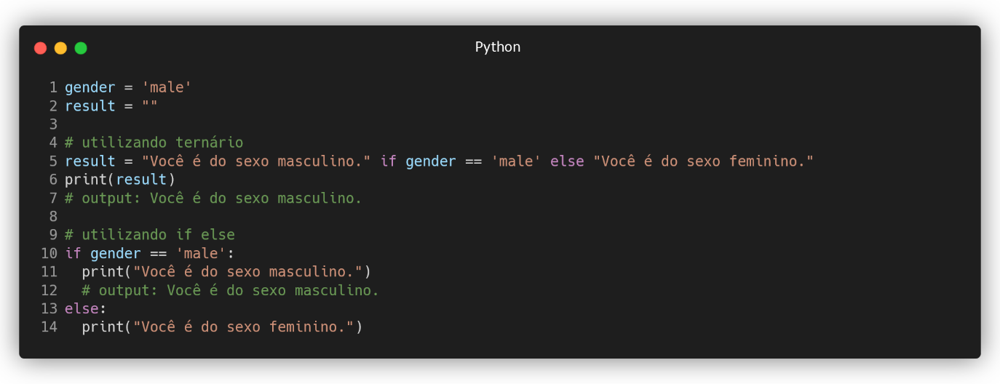 Python
1 gender = 'male'
2 result = ""
3
4 # utilizando ternário
5 result = "Você é do sexo masculino." if gender == 'male' else "Você é do sexo feminino."
6 print(result)
7 # output: Você é do sexo masculino.
8
9 # utilizando if else
10 if gender == 'male':
11   print("Você é do sexo masculino.")
12   # output: Você é do sexo masculino.
13 else:
14   print("Você é do sexo feminino.")